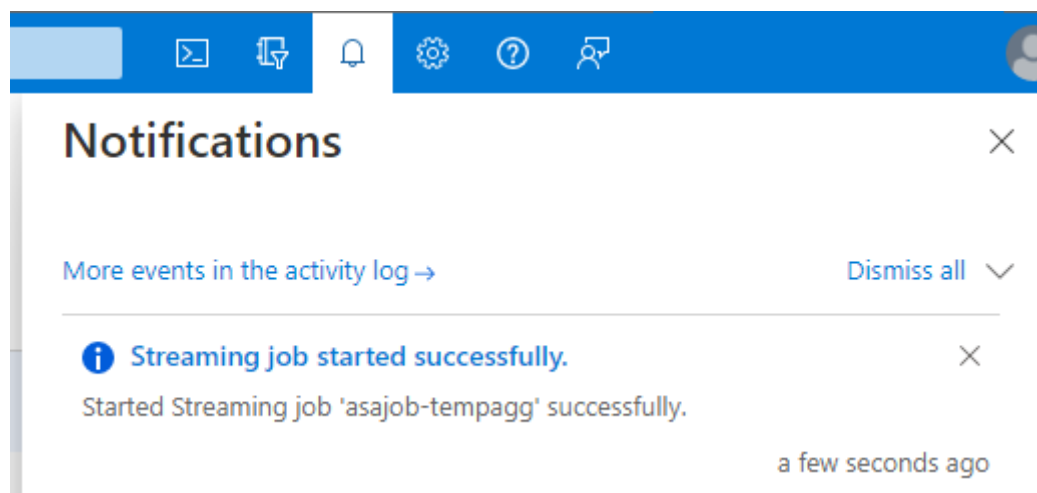 Notifications
More events in the activity log → Dismiss all
Streaming job started successfully.
Started Streaming job 'asajob-tempagg' successfully.
a few seconds ago